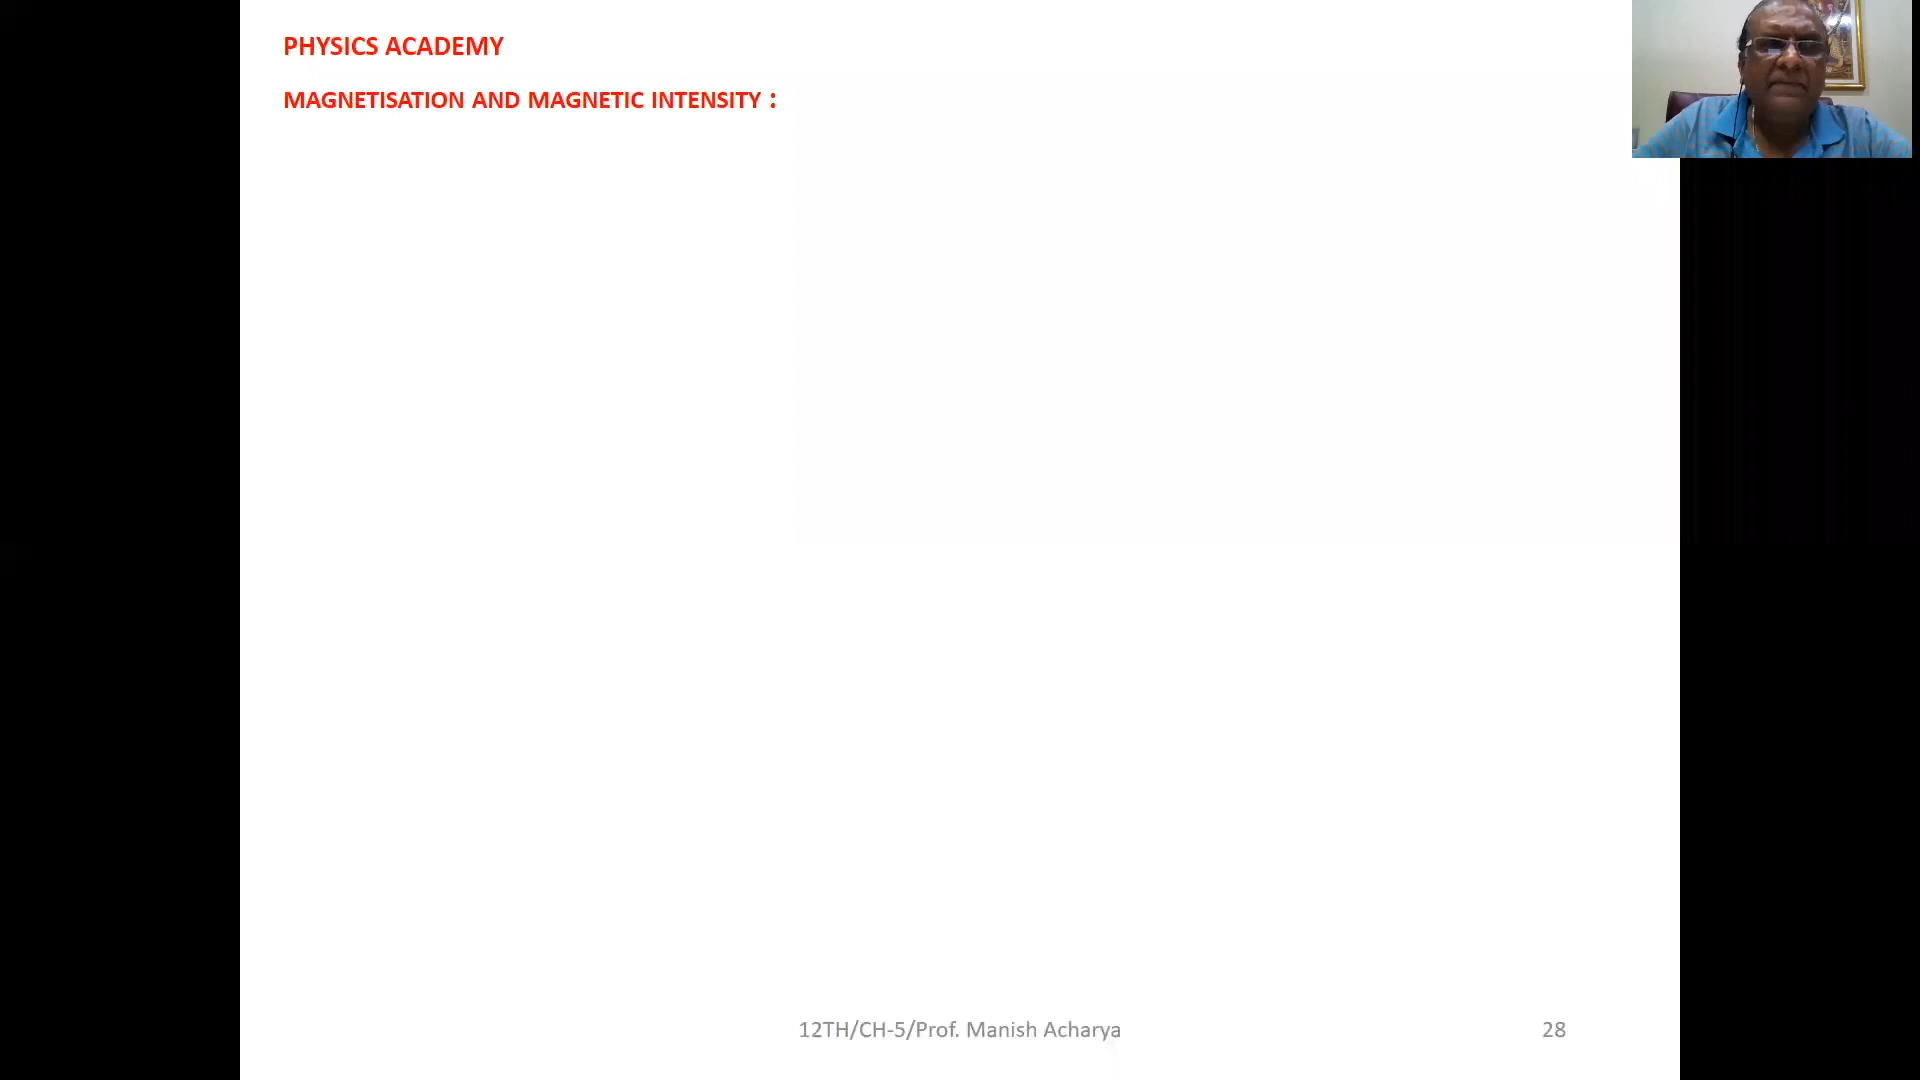 PHYSICS ACADEMY
MAGNETISATION AND MAGNETIC INTENSITY :
12TH/CH-5/Prof. Manish Acharya
28